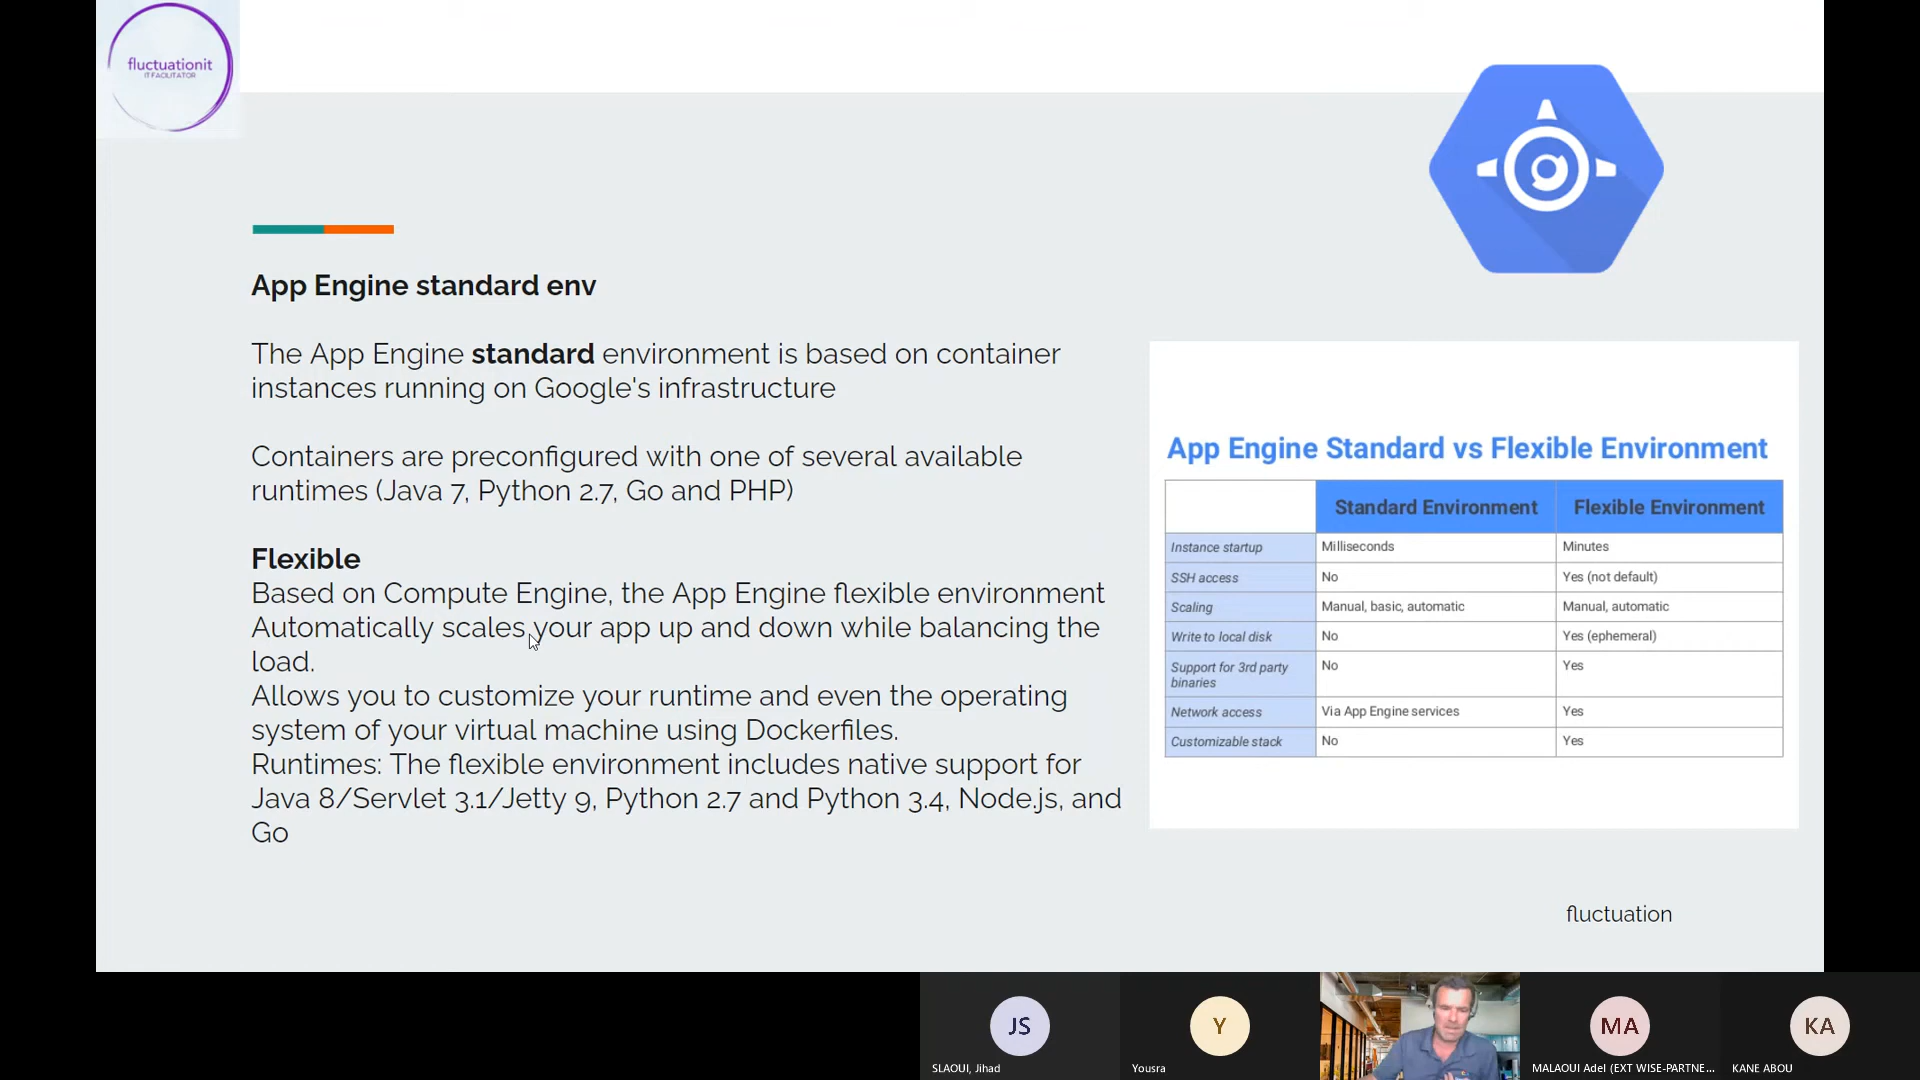 fluctuationit
IT FACILITATOR
App Engine standard env
The App Engine standard environment is based on container
instances running on Google's infrastructure
Containers are preconfigured with one of several available
runtimes (Java 7, Python 2.7, Go and PHP)
Flexible
Based on Compute Engine, the App Engine flexible environment
Automatically scales your app up and down while balancing the
load.
Allows you to customize your runtime and even the operating
system of your virtual machine using Dockerfiles.
Runtimes: The flexible environment includes native support for
Java 8/Servlet 3.1/Jetty 9, Python 2.7 and Python 3.4, Node.js, and
Go
App Engine Standard vs Flexible Environment
Standard Environment Flexible Environment
Instance startup Milliseconds Minutes
SSH access No Yes (not default)
Scaling Manual, basic, automatic Manual, automatic
Write to local disk No Yes (ephemeral)
Support for 3rd party
binaries No Yes
Network access Via App Engine services Yes
Customizable stack No Yes
fluctuation
JS
Y
MA
KA
SLAOUI, Jihad
Yousra
MALAOUI Adel (EXT WISE-PARTNE...
KANE ABOU